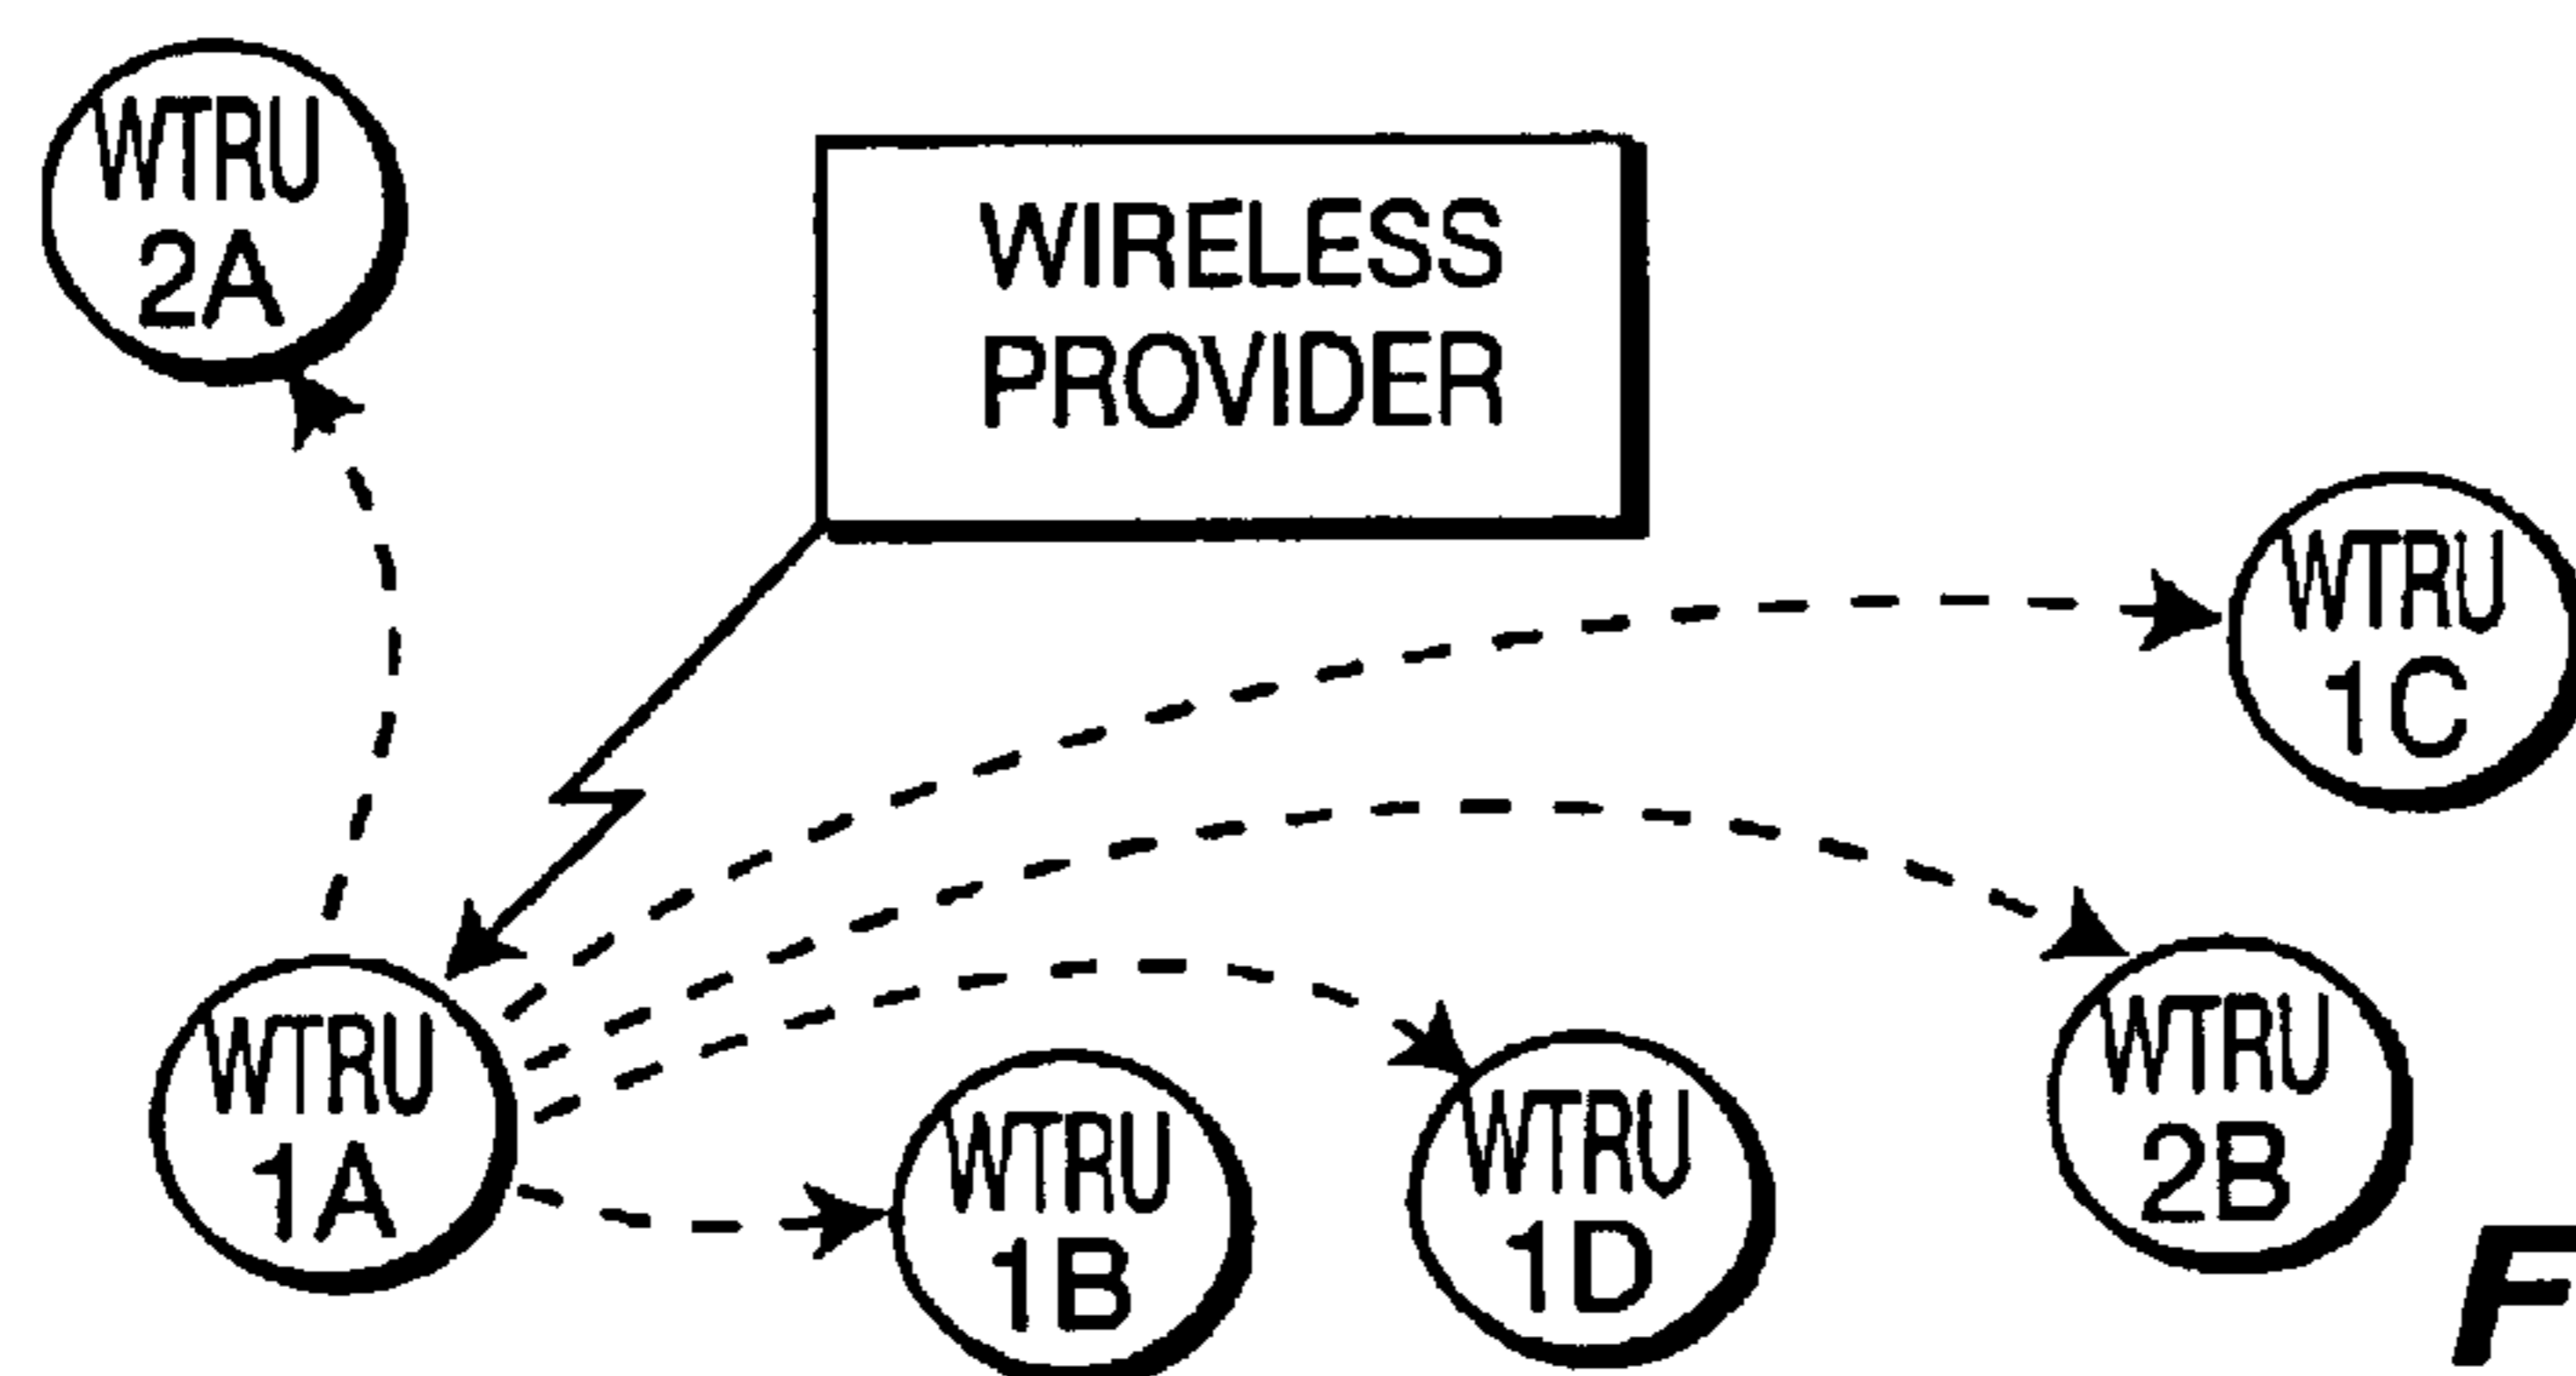 WTRU
2A
WIRELESS
PROVIDER
WTRU
1C
WTRU
1A
WTRU
1B
WTRU
1D
WTRU
2B
F